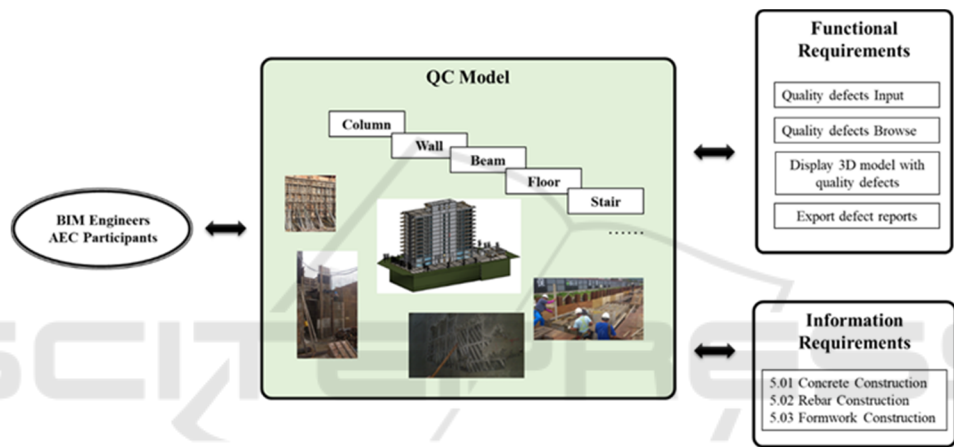 BIM Engineers
AEC Participants
QC Model
Column
Wall
Beam
Floor
Stair
......
Functional
Requirements
Quality defects Input
Quality defects Browse
Display 3D model with
quality defects
Export defect reports
Information
Requirements
5.01 Concrete Construction
5.02 Rebar Construction
5.03 Formwork Construction
SCITEPRESS